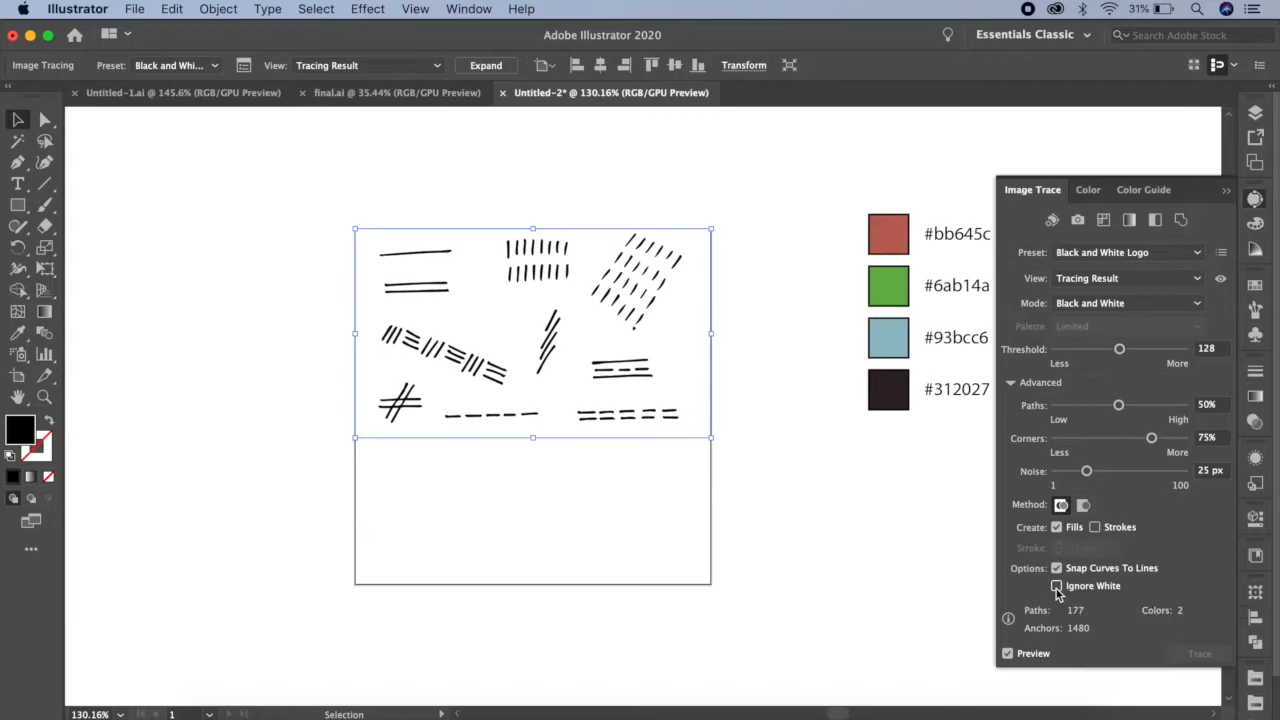 Illustrator File Edit Object Type Select Effect View Window Help 31%
Adobe Illustrator 2020 Essentials Classic Search Adobe Stock
Image Tracing Preset: Black and Whi... View: Tracing Result Expand Transform
Untitled-1.ai @ 145.6% (RGB/GPU Preview) final.ai @ 35.44% (RGB/GPU Preview) Untitled-2* @ 130.16% (RGB/GPU Preview)
#bb645c
#6ab14a
#93bcc6
#312027
Image Trace Color Color Guide
Preset: Black and White Logo
View: Tracing Result
Mode: Black and White
Palette: Limited
Threshold: 128
Less More
Advanced
Paths: 50%
Low High
Corners: 75%
Less More
Noise: 25 px
1 100
Method:
Create: Fills Strokes
Stroke:
Options: Snap Curves To Lines
Ignore White
Paths: 177 Colors: 2
Anchors: 1480
Preview Trace
130.16% 1 Selection